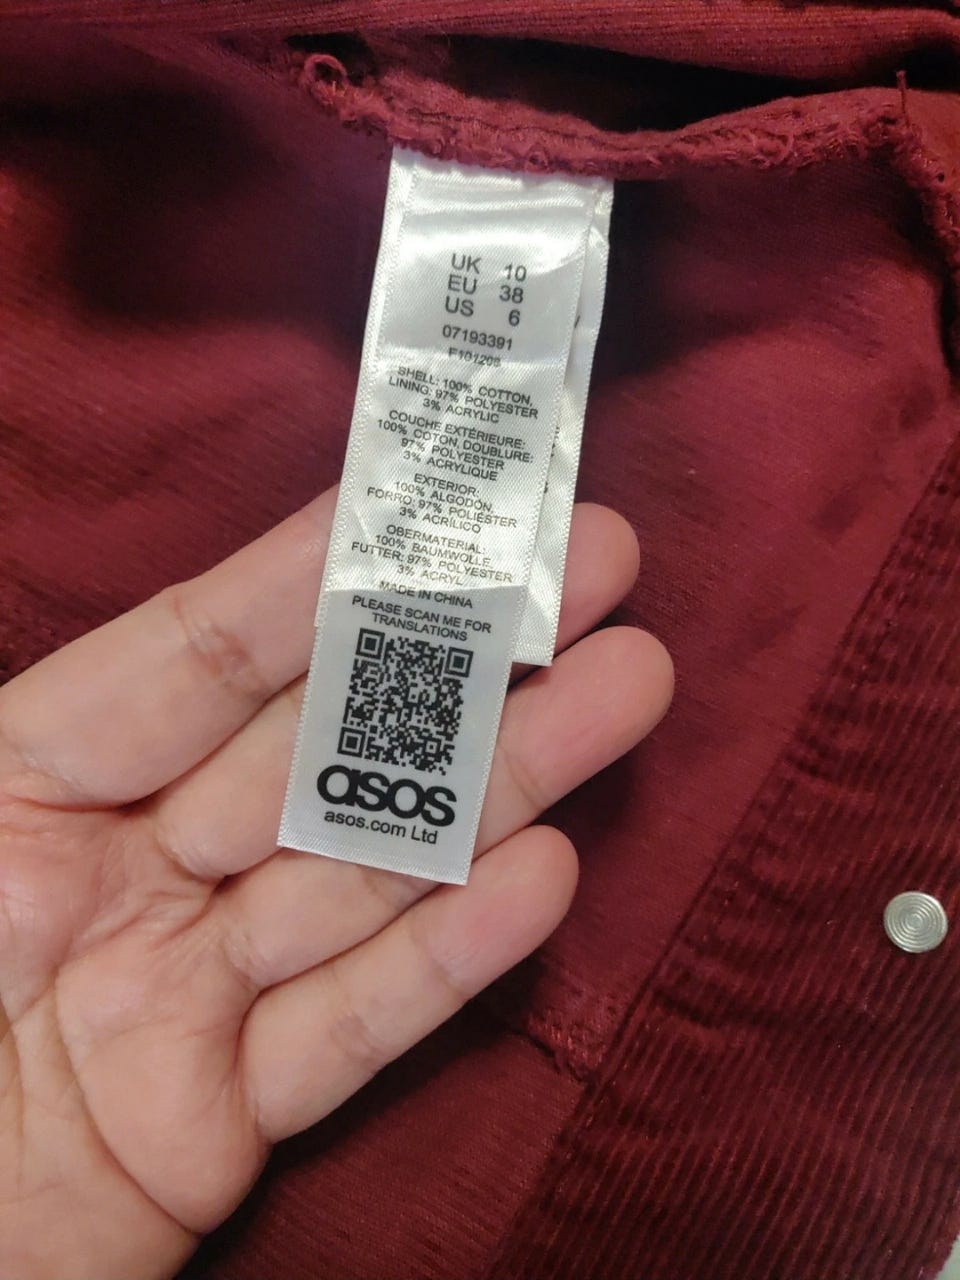 UK 10
EU 38
US 6
07193391
F101208
SHELL: 100% COTTON,
LINING: 97% POLYESTER
3% ACRYLIC
COUCHE EXTÉRIEURE:
100% COTON, DOUBLURE:
97% POLYESTER
3% ACRYLIQUE
EXTERIOR:
100% ALGODÓN,
FORRO: 97% POLIÉSTER
3% ACRÍLICO
OBERMATERIAL:
100% BAUMWOLLE,
FUTTER: 97% POLYESTER
3% ACRYL
MADE IN CHINA
PLEASE SCAN ME FOR
TRANSLATIONS
asos
asos.com Ltd